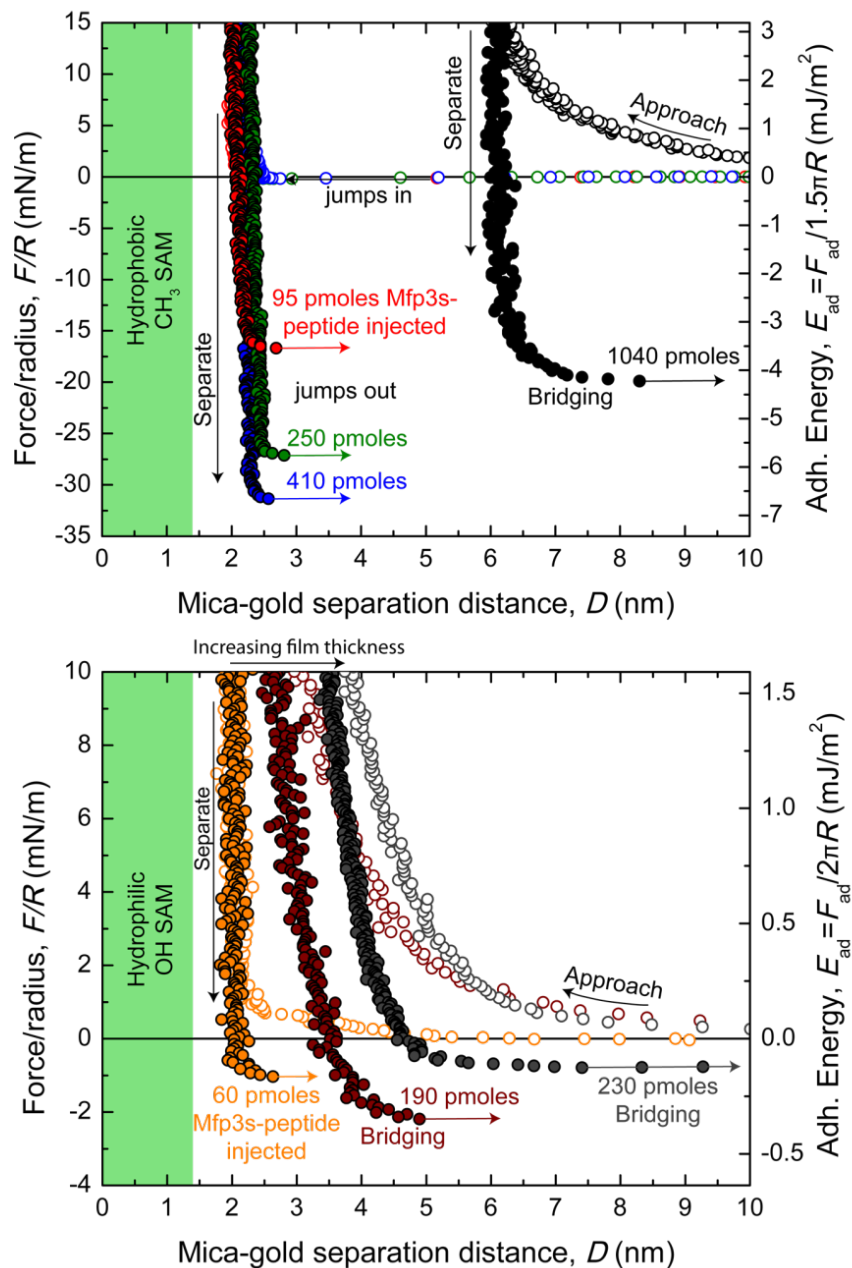 15
10
5
0
-5
-10
-15
-20
-25
-30
-35
Force/radius, F/R (mN/m)
Hydrophobic
CH₃ SAM
Separate
Separate
Approach
jumps in
95 pmoles Mfp3s-
peptide injected
jumps out
250 pmoles
410 pmoles
1040 pmoles
Bridging
3
2
1
0
-1
-2
-3
-4
-5
-6
-7
Adh. Energy, E_ad=F_ad/1.5πR (mJ/m²)
0 1 2 3 4 5 6 7 8 9 10
Mica-gold separation distance, D (nm)
Increasing film thickness
10
8
6
4
2
0
-2
-4
Force/radius, F/R (mN/m)
Hydrophilic
OH SAM
Separate
Approach
60 pmoles
Mfp3s-peptide
injected
190 pmoles
Bridging
230 pmoles
Bridging
1.5
1.0
0.5
0.0
-0.5
Adh. Energy, E_ad=F_ad/2πR (mJ/m²)
0 1 2 3 4 5 6 7 8 9 10
Mica-gold separation distance, D (nm)